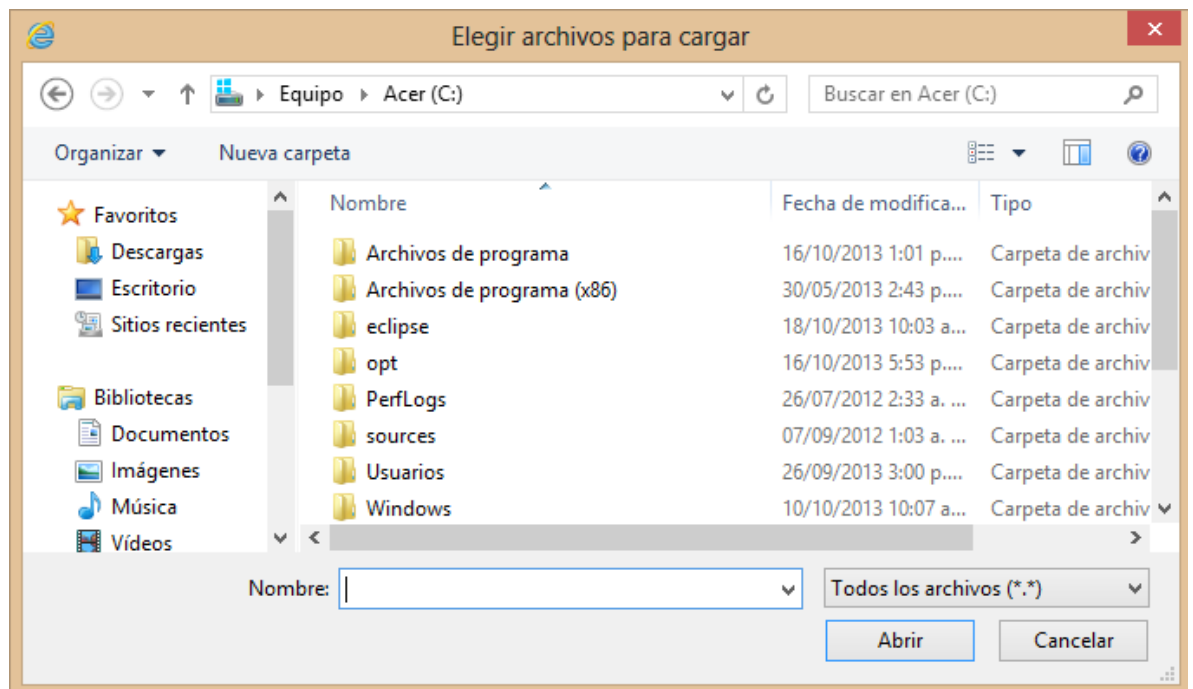 Elegir archivos para cargar
Equipo Acer (C:) Buscar en Acer (C:)
Organizar Nueva carpeta
Nombre Fecha de modifica... Tipo
Favoritos
Descargas
Escritorio
Sitios recientes
Bibliotecas
Documentos
Imágenes
Música
Vídeos
Archivos de programa 16/10/2013 1:01 p.... Carpeta de archiv
Archivos de programa (x86) 30/05/2013 2:43 p.... Carpeta de archiv
eclipse 18/10/2013 10:03 a... Carpeta de archiv
opt 16/10/2013 5:53 p.... Carpeta de archiv
PerfLogs 26/07/2012 2:33 a. ... Carpeta de archiv
sources 07/09/2012 1:03 a. ... Carpeta de archiv
Usuarios 26/09/2013 3:00 p.... Carpeta de archiv
Windows 10/10/2013 10:07 a... Carpeta de archiv
Nombre: Todos los archivos (*.*)
Abrir Cancelar